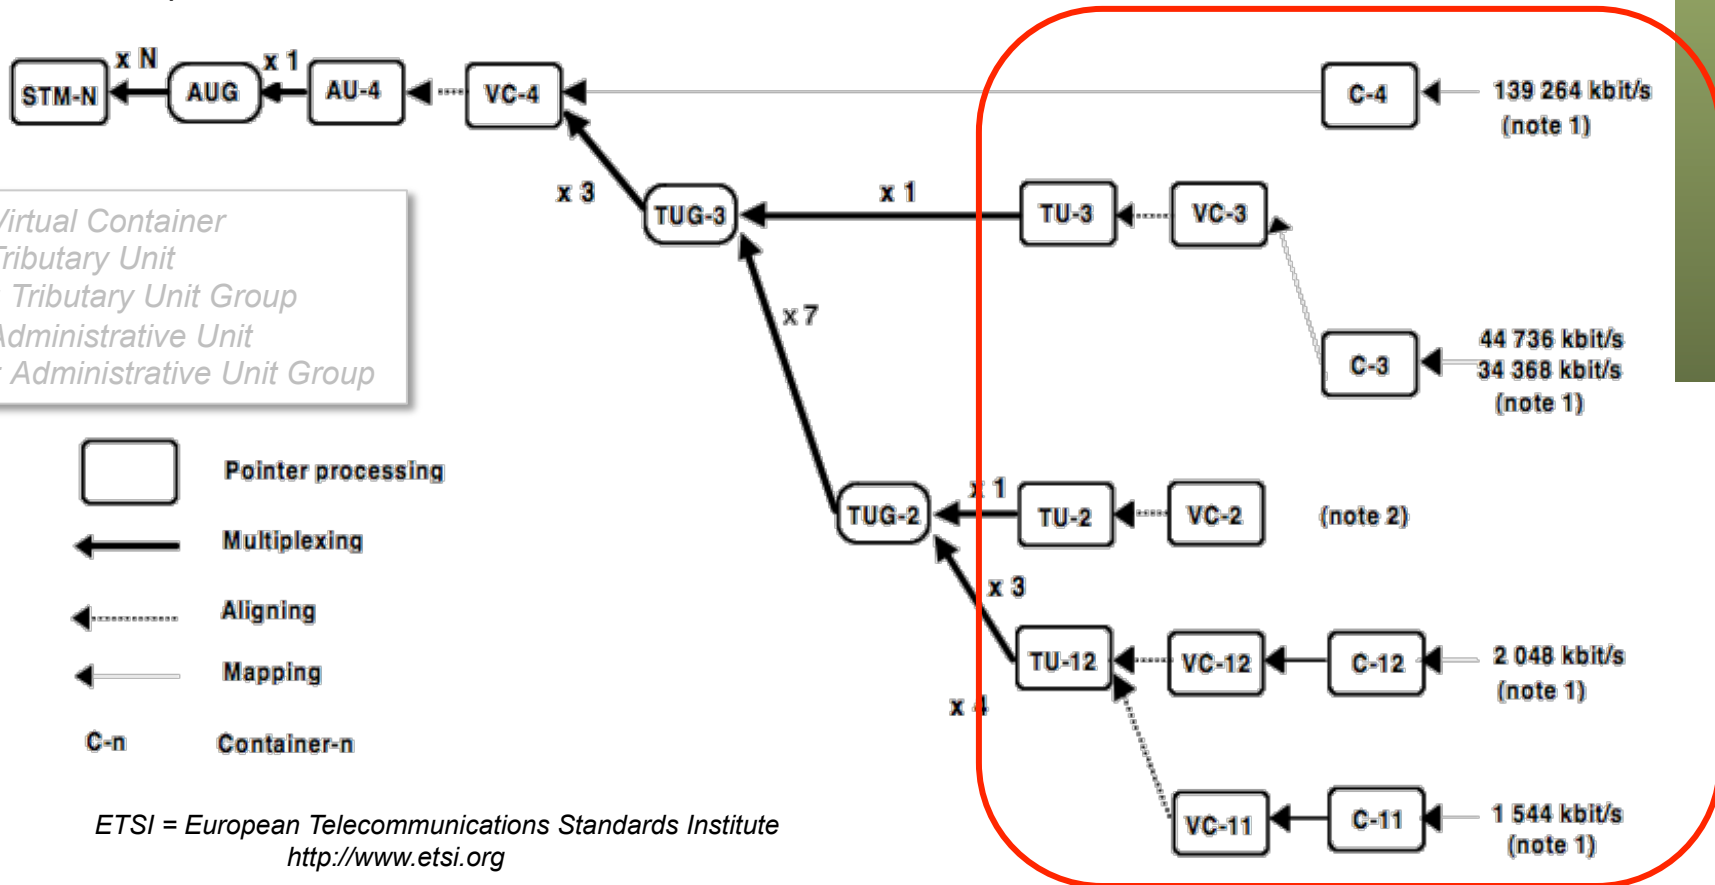 x N
x 1
STM-N
AUG
AU-4
VC-4
C-4
139 264 kbit/s
(note 1)
x 3
x 1
TUG-3
TU-3
VC-3
Virtual Container
Tributary Unit
Tributary Unit Group
Administrative Unit
: Administrative Unit Group
x 7
C-3
44 736 kbit/s
34 368 kbit/s
(note 1)
Pointer processing
x 1
TUG-2
TU-2
VC-2
(note 2)
Multiplexing
x 3
Aligning
TU-12
VC-12
C-12
2 048 kbit/s
(note 1)
Mapping
x 4
C-n
Container-n
VC-11
C-11
1 544 kbit/s
(note 1)
ETSI = European Telecommunications Standards Institute
http://www.etsi.org